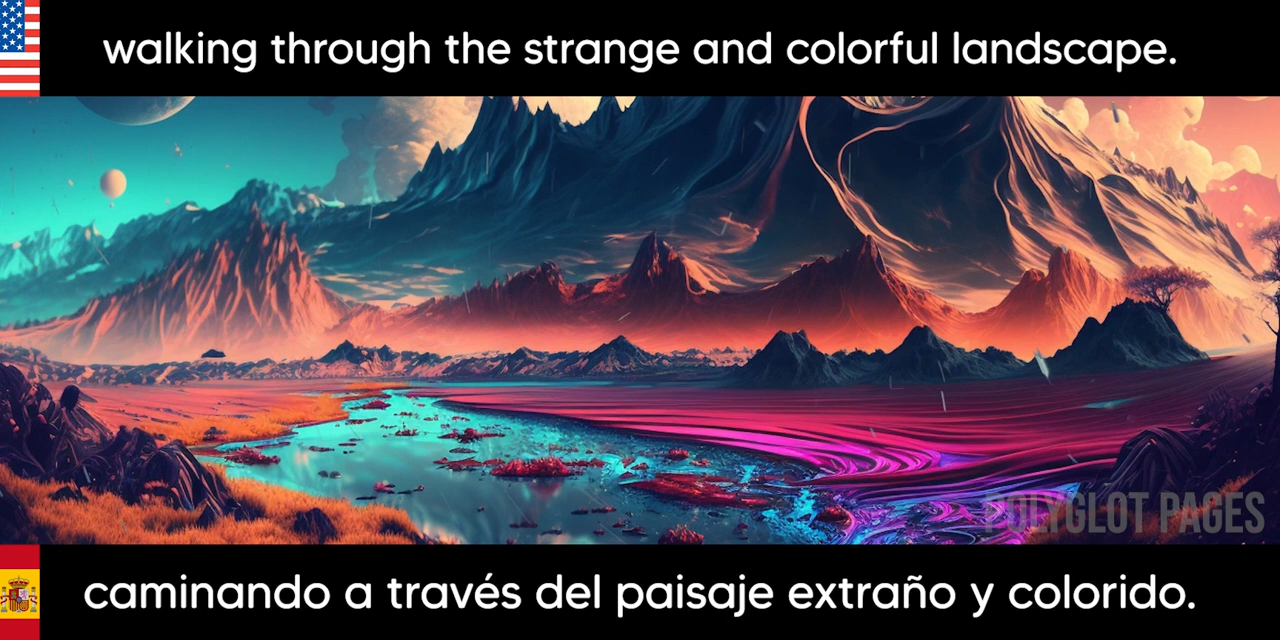 walking through the strange and colorful landscape.
POLYGLOT PAGES
caminando a través del paisaje extraño y colorido.